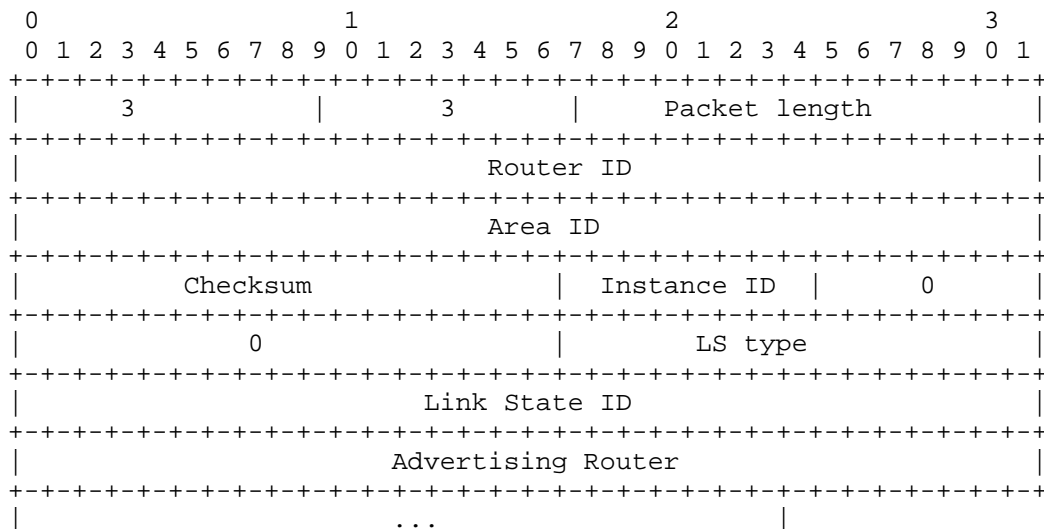 0                   1                   2                   3
 0 1 2 3 4 5 6 7 8 9 0 1 2 3 4 5 6 7 8 9 0 1 2 3 4 5 6 7 8 9 0 1
+-+-+-+-+-+-+-+-+-+-+-+-+-+-+-+-+-+-+-+-+-+-+-+-+-+-+-+-+-+-+-+-+
|      3           |       3       |     Packet length          |
+-+-+-+-+-+-+-+-+-+-+-+-+-+-+-+-+-+-+-+-+-+-+-+-+-+-+-+-+-+-+-+-+
|                             Router ID                         |
+-+-+-+-+-+-+-+-+-+-+-+-+-+-+-+-+-+-+-+-+-+-+-+-+-+-+-+-+-+-+-+-+
|                             Area ID                           |
+-+-+-+-+-+-+-+-+-+-+-+-+-+-+-+-+-+-+-+-+-+-+-+-+-+-+-+-+-+-+-+-+
|          Checksum               |  Instance ID  |      0      |
+-+-+-+-+-+-+-+-+-+-+-+-+-+-+-+-+-+-+-+-+-+-+-+-+-+-+-+-+-+-+-+-+
|              0                  |        LS type              |
+-+-+-+-+-+-+-+-+-+-+-+-+-+-+-+-+-+-+-+-+-+-+-+-+-+-+-+-+-+-+-+-+
|                         Link State ID                         |
+-+-+-+-+-+-+-+-+-+-+-+-+-+-+-+-+-+-+-+-+-+-+-+-+-+-+-+-+-+-+-+-+
|                       Advertising Router                      |
+-+-+-+-+-+-+-+-+-+-+-+-+-+-+-+-+-+-+-+-+-+-+-+-+-+-+-+-+-+-+-+-+
|                       ...                     |